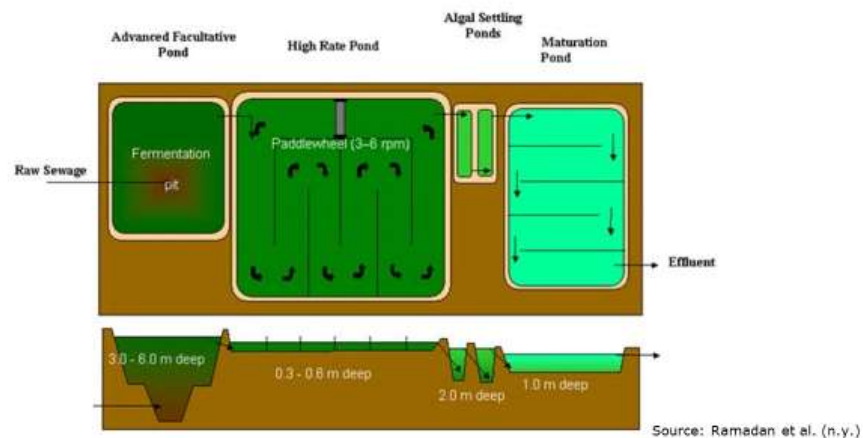 Advanced Facultative
Pond
High Rate Pond
Algal Settling
Ponds
Maturation
Pond
Raw Sewage
Fermentation
pit
Paddlewheel (3–6 rpm)
Effluent
3.0 - 6.0 m deep
0.3 - 0.6 m deep
2.0 m deep
1.0 m deep
Source: Ramadan et al. (n.y.)